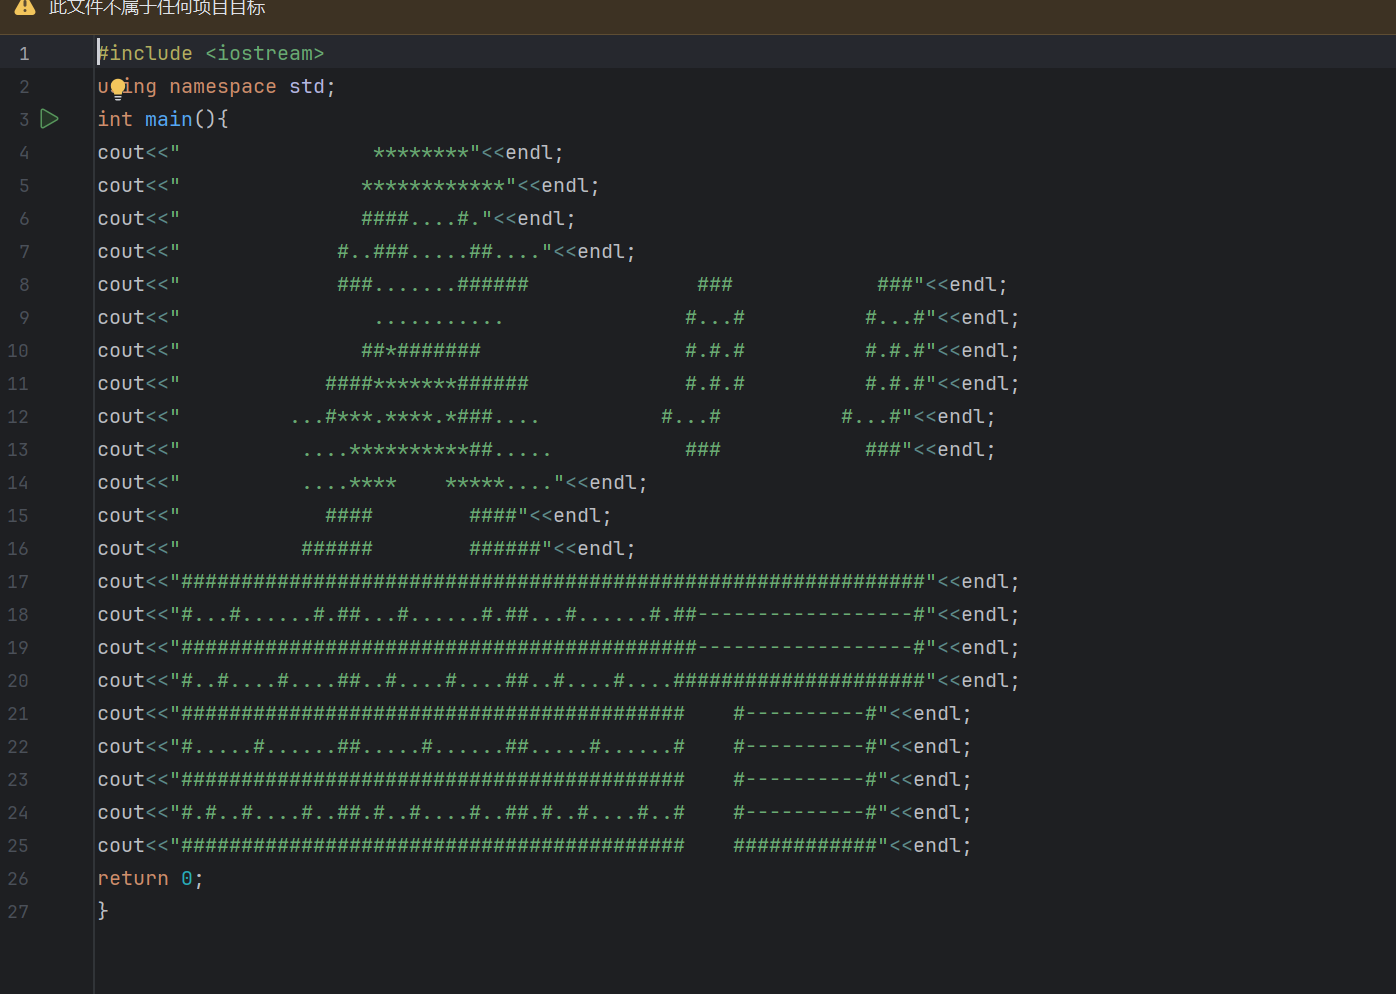 此文件不属于任何项目目标
1 #include <iostream>
2 using namespace std;
3 int main(){
4 cout<<"                ********"<<endl;
5 cout<<"               ************"<<endl;
6 cout<<"               ####....#."<<endl;
7 cout<<"             #..###.....##...."<<endl;
8 cout<<"             ###.......######              ###            ###"<<endl;
9 cout<<"                ...........               #...#          #...#"<<endl;
10 cout<<"               ##*#######                 #.#.#          #.#.#"<<endl;
11 cout<<"            ####*******######             #.#.#          #.#.#"<<endl;
12 cout<<"         ...#***.****.*###....          #...#          #...#"<<endl;
13 cout<<"          ....**********##.....           ###            ###"<<endl;
14 cout<<"          ....****    *****...."<<endl;
15 cout<<"            ####        ####"<<endl;
16 cout<<"          ######        ######"<<endl;
17 cout<<"##############################################################"<<endl;
18 cout<<"#...#......#.##...#......#.##...#......#.##------------------#"<<endl;
19 cout<<"###########################################------------------#"<<endl;
20 cout<<"#..#....#....##..#....#....##..#....#....#####################"<<endl;
21 cout<<"##########################################    #----------#"<<endl;
22 cout<<"#.....#......##.....#......##.....#......#    #----------#"<<endl;
23 cout<<"##########################################    #----------#"<<endl;
24 cout<<"#.#..#....#..##.#..#....#..##.#..#....#..#    #----------#"<<endl;
25 cout<<"##########################################    ############"<<endl;
26 return 0;
27 }